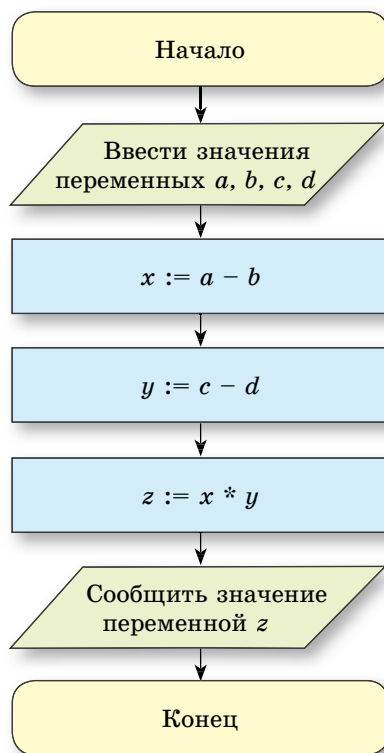 Начало
Ввести значения
переменных a, b, c, d
x := a – b
y := c – d
z := x * y
Сообщить значение
переменной z
Конец